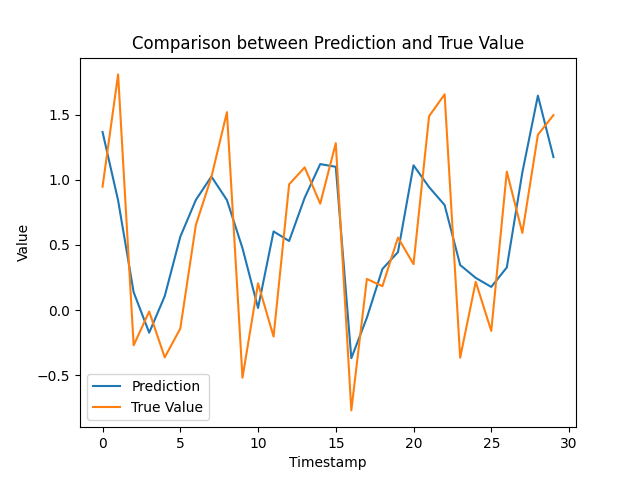 Comparison between Prediction and True Value
1.5
1.0
0.5
0.0
−0.5
Value
Prediction
True Value
0 5 10 15 20 25 30
Timestamp